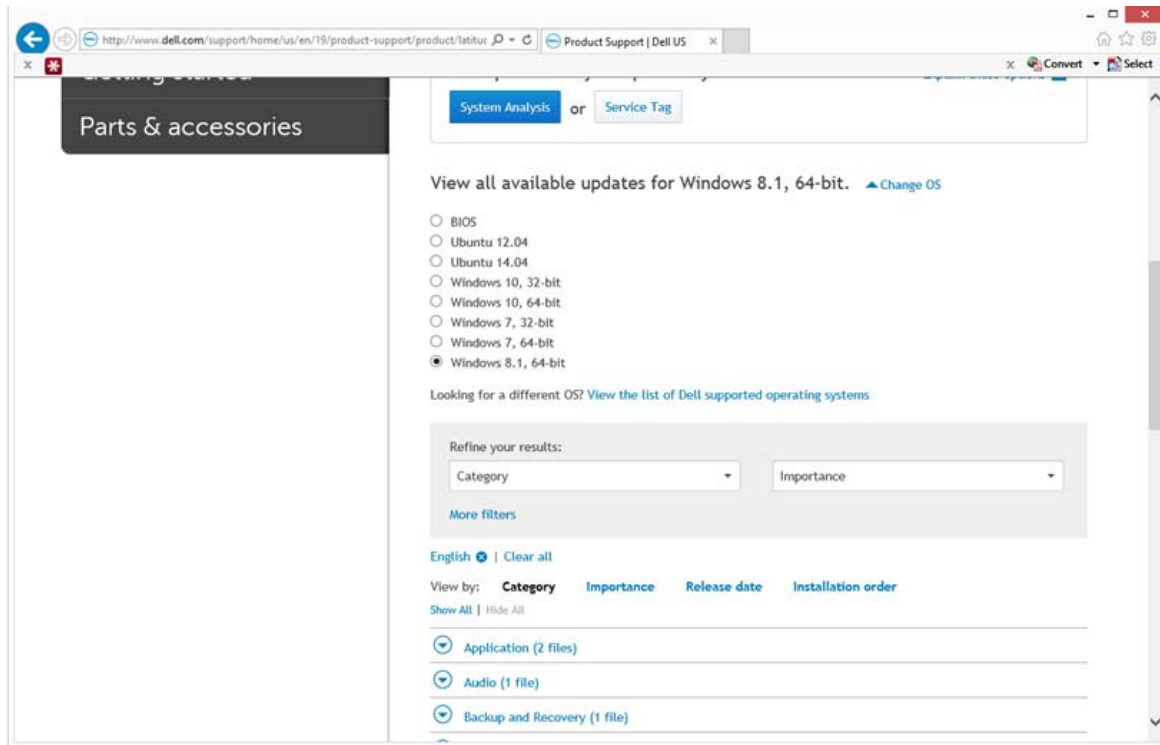 http://www.dell.com/support/home/us/en/19/product-support/product/latituc
Product Support | Dell US
Convert
Select
Parts & accessories
System Analysis or Service Tag
View all available updates for Windows 8.1, 64-bit. Change OS
BIOS
Ubuntu 12.04
Ubuntu 14.04
Windows 10, 32-bit
Windows 10, 64-bit
Windows 7, 32-bit
Windows 7, 64-bit
Windows 8.1, 64-bit
Looking for a different OS? View the list of Dell supported operating systems
Refine your results:
Category Importance
More filters
English | Clear all
View by: Category Importance Release date Installation order
Show All | Hide All
Application (2 files)
Audio (1 file)
Backup and Recovery (1 file)